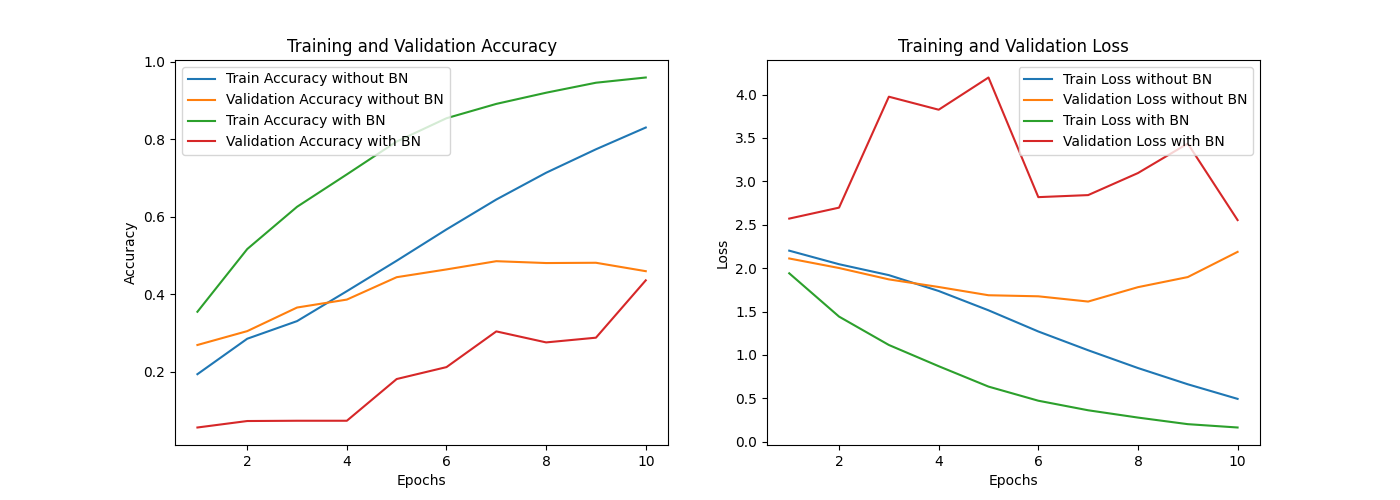 Training and Validation Accuracy
Train Accuracy without BN
Validation Accuracy without BN
Train Accuracy with BN
Validation Accuracy with BN
1.0
0.8
0.6
0.4
0.2
Accuracy
2 4 6 8 10
Epochs
Training and Validation Loss
Train Loss without BN
Validation Loss without BN
Train Loss with BN
Validation Loss with BN
4.0
3.5
3.0
2.5
2.0
1.5
1.0
0.5
0.0
Loss
2 4 6 8 10
Epochs